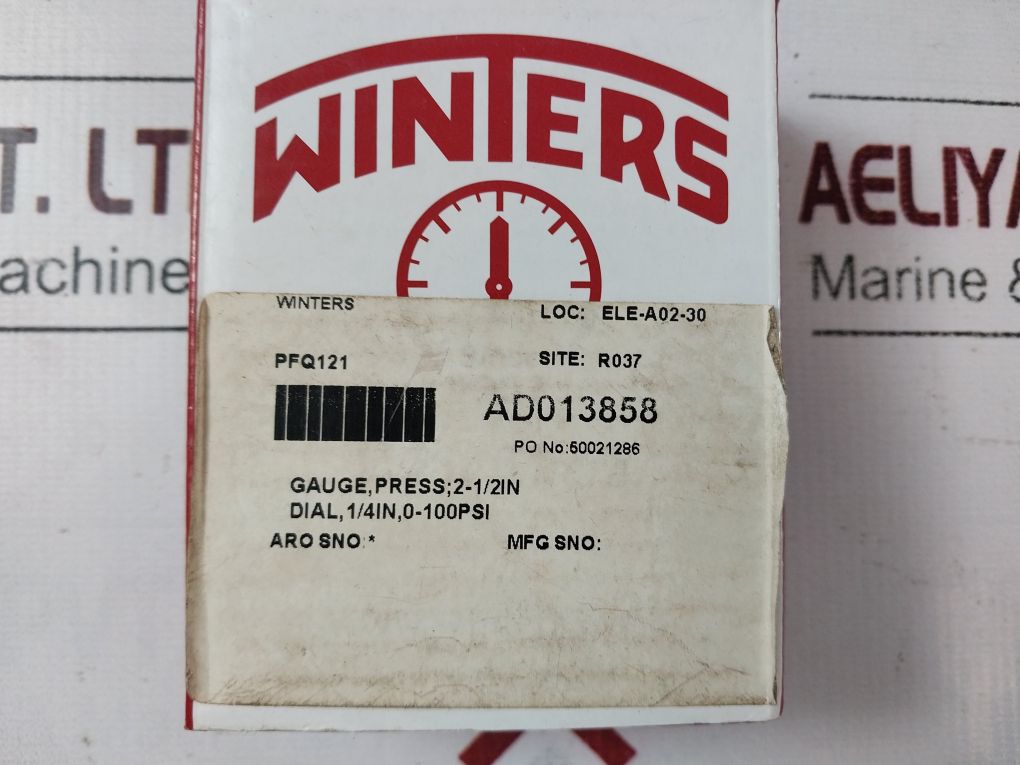 WINTERS
T. LT
achine
AELIYA
Marine &
WINTERS
LOC: ELE-A02-30
PFQ121
SITE: R037
AD013858
PO No:50021286
GAUGE,PRESS;2-1/2IN
DIAL,1/4IN,0-100PSI
ARO SNO:*
MFG SNO: